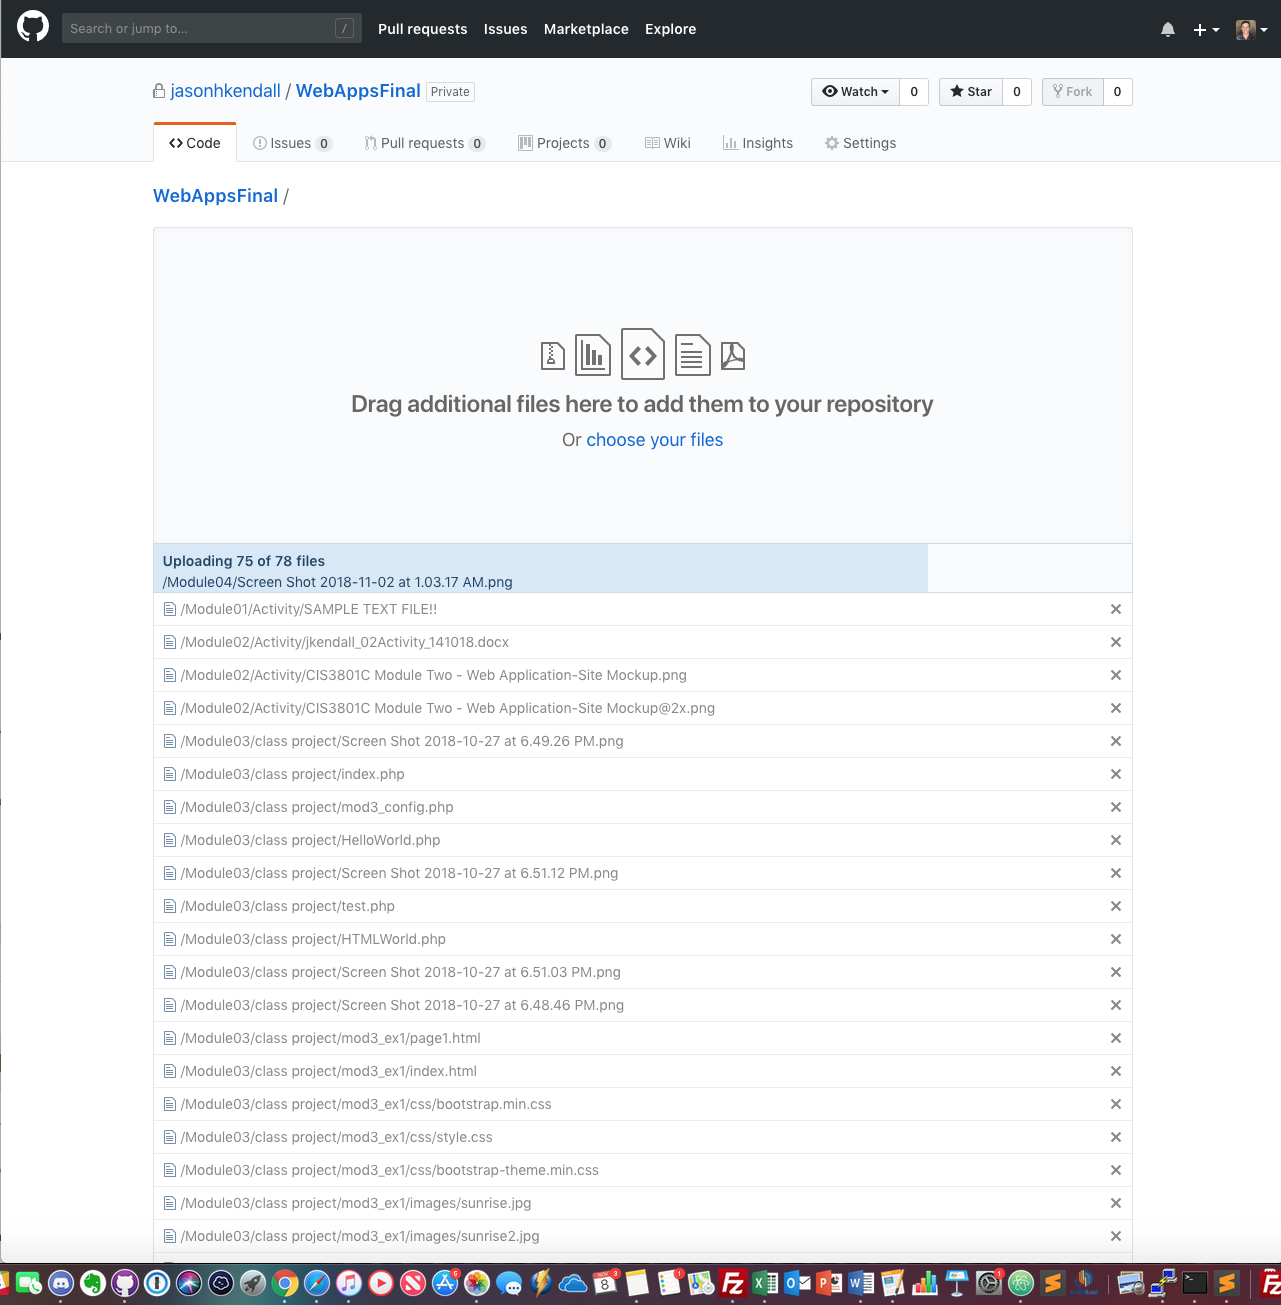 Search or jump to... /
Pull requests Issues Marketplace Explore
jasonhkendall / WebAppsFinal Private
Watch 0 Star 0 Fork 0
Code Issues 0 Pull requests 0 Projects 0 Wiki Insights Settings
WebAppsFinal /
Drag additional files here to add them to your repository
Or choose your files
Uploading 75 of 78 files
/Module04/Screen Shot 2018-11-02 at 1.03.17 AM.png
/Module01/Activity/SAMPLE TEXT FILE!!
/Module02/Activity/jkendall_02Activity_141018.docx
/Module02/Activity/CIS3801C Module Two - Web Application-Site Mockup.png
/Module02/Activity/CIS3801C Module Two - Web Application-Site Mockup@2x.png
/Module03/class project/Screen Shot 2018-10-27 at 6.49.26 PM.png
/Module03/class project/index.php
/Module03/class project/mod3_config.php
/Module03/class project/HelloWorld.php
/Module03/class project/Screen Shot 2018-10-27 at 6.51.12 PM.png
/Module03/class project/test.php
/Module03/class project/HTMLWorld.php
/Module03/class project/Screen Shot 2018-10-27 at 6.51.03 PM.png
/Module03/class project/Screen Shot 2018-10-27 at 6.48.46 PM.png
/Module03/class project/mod3_ex1/page1.html
/Module03/class project/mod3_ex1/index.html
/Module03/class project/mod3_ex1/css/bootstrap.min.css
/Module03/class project/mod3_ex1/css/style.css
/Module03/class project/mod3_ex1/css/bootstrap-theme.min.css
/Module03/class project/mod3_ex1/images/sunrise.jpg
/Module03/class project/mod3_ex1/images/sunrise2.jpg